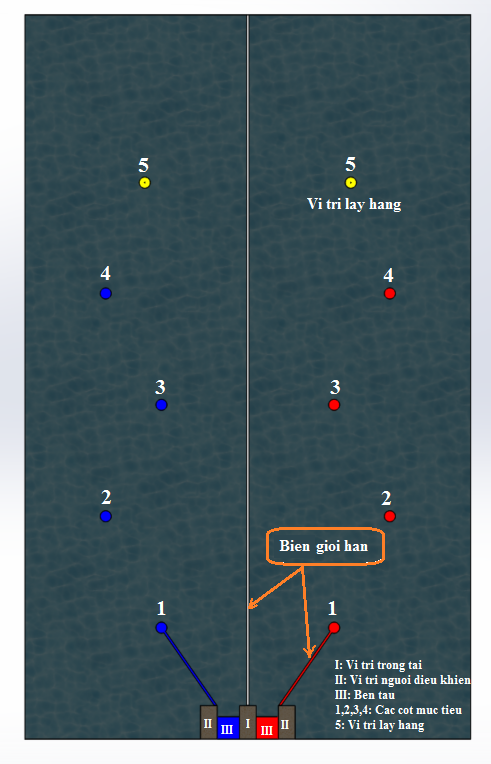 5 5
Vi tri lay hang
4 4
3 3
2 2
Bien gioi han
1 1
I: Vi tri trong tai
II: Vi tri nguoi dieu khien
III: Ben tau
1,2,3,4: Cac cot muc tieu
5: Vi tri lay hang
II III I III II